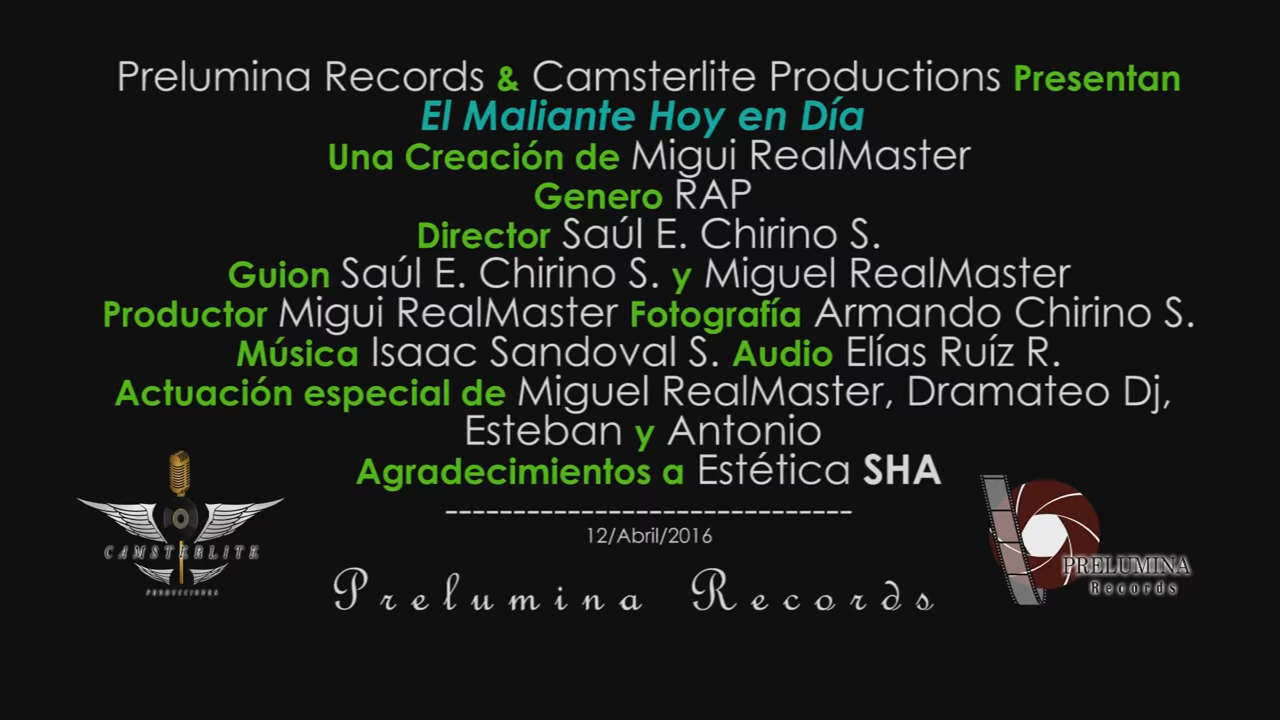 Prelumina Records & Camsterlite Productions Presentan
El Maliante Hoy en Día
Una Creación de Migui RealMaster
Genero RAP
Director Saúl E. Chirino S.
Guion Saúl E. Chirino S. y Miguel RealMaster
Productor Migui RealMaster Fotografía Armando Chirino S.
Música Isaac Sandoval S. Audio Elías Ruíz R.
Actuación especial de Miguel RealMaster, Dramateo Dj,
Esteban y Antonio
Agradecimientos a Estética SHA
------------------------------
12/Abril/2016
CAMSTERLITE
PRODUCCIONES
Prelumina Records
PRELUMINA
Records